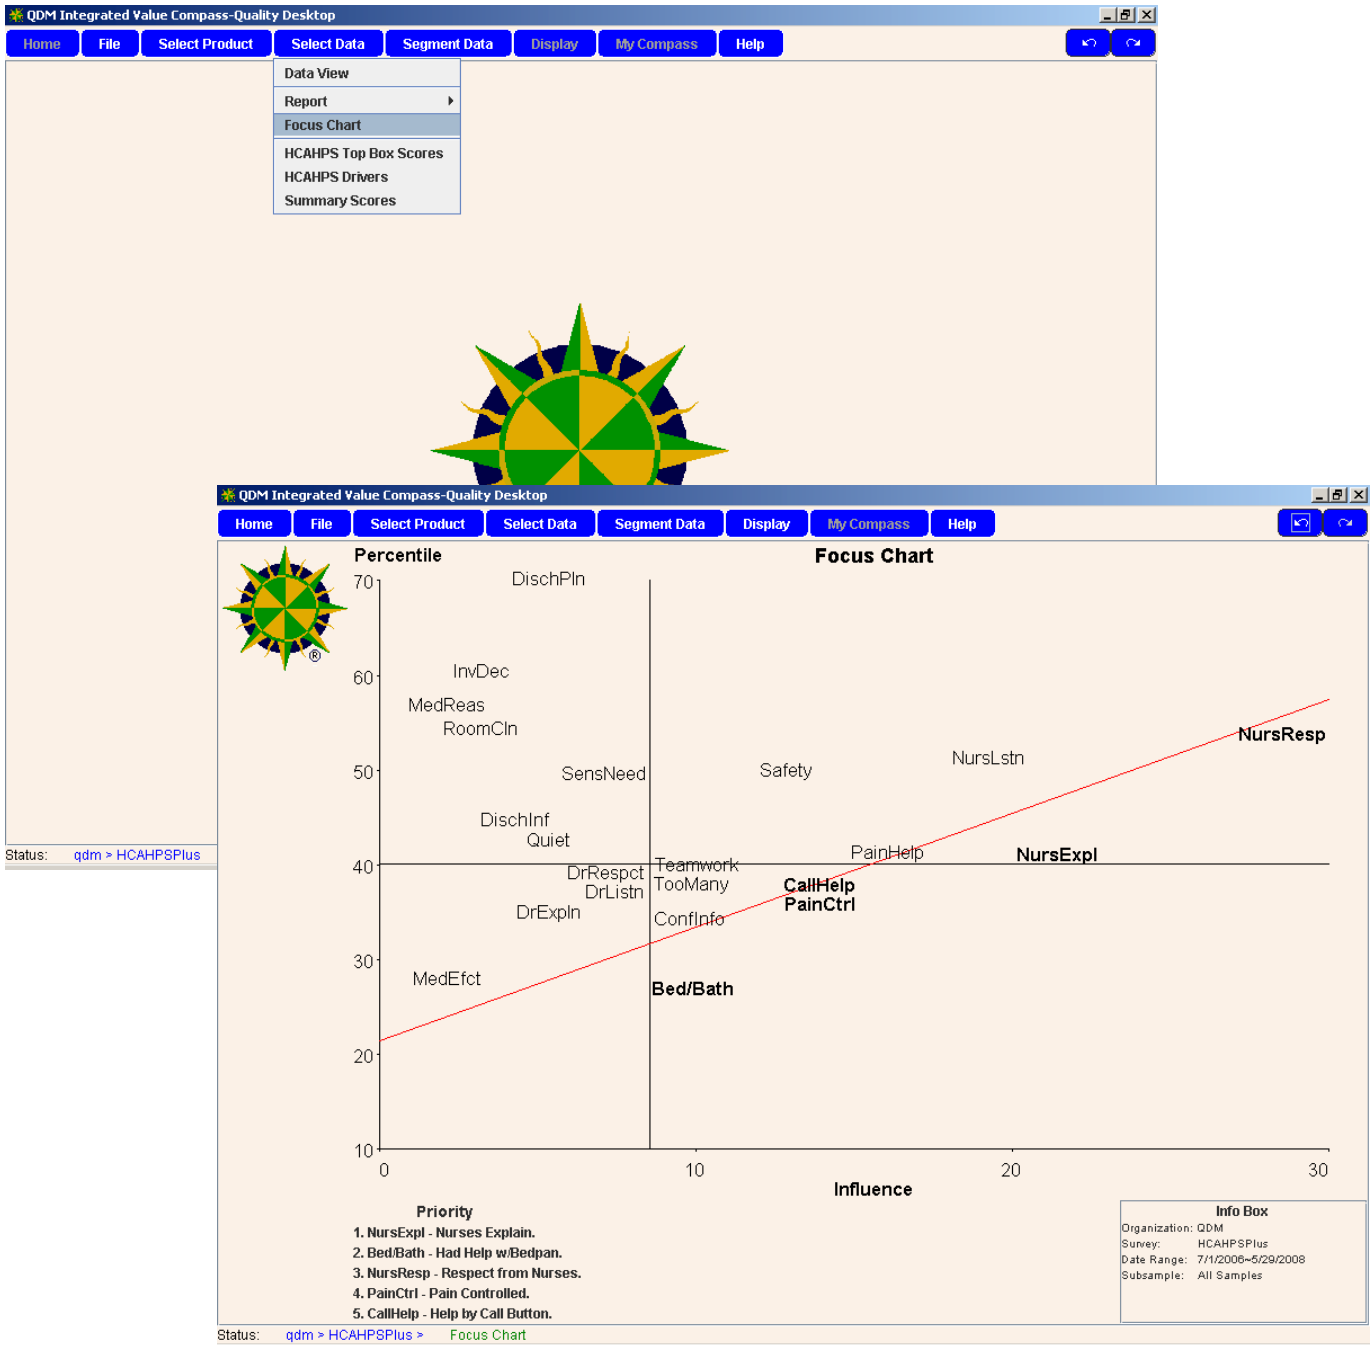 QDM Integrated Value Compass-Quality Desktop
Home File Select Product Select Data Segment Data Display My Compass Help
Data View
Report
Focus Chart
HCAHPS Top Box Scores
HCAHPS Drivers
Summary Scores
Status: qdm > HCAHPSPlus
QDM Integrated Value Compass-Quality Desktop
Home File Select Product Select Data Segment Data Display My Compass Help
®
Percentile
Focus Chart
70
DischPln
60
InvDec
MedReas
RoomCln
NursResp
50
SensNeed
Safety
NursLstn
DischInf
Quiet
40
PainHelp
NursExpl
Teamwork
DrRespct
TooMany
CallHelp
DrListn
PainCtrl
DrExpln
ConfInfo
30
MedEfct
Bed/Bath
20
10
0 10 20 30
Influence
Priority
1. NursExpl - Nurses Explain.
2. Bed/Bath - Had Help w/Bedpan.
3. NursResp - Respect from Nurses.
4. PainCtrl - Pain Controlled.
5. CallHelp - Help by Call Button.
Info Box
Organization: QDM
Survey: HCAHPSPlus
Date Range: 7/1/2006~5/29/2008
Subsample: All Samples
Status: qdm > HCAHPSPlus > Focus Chart